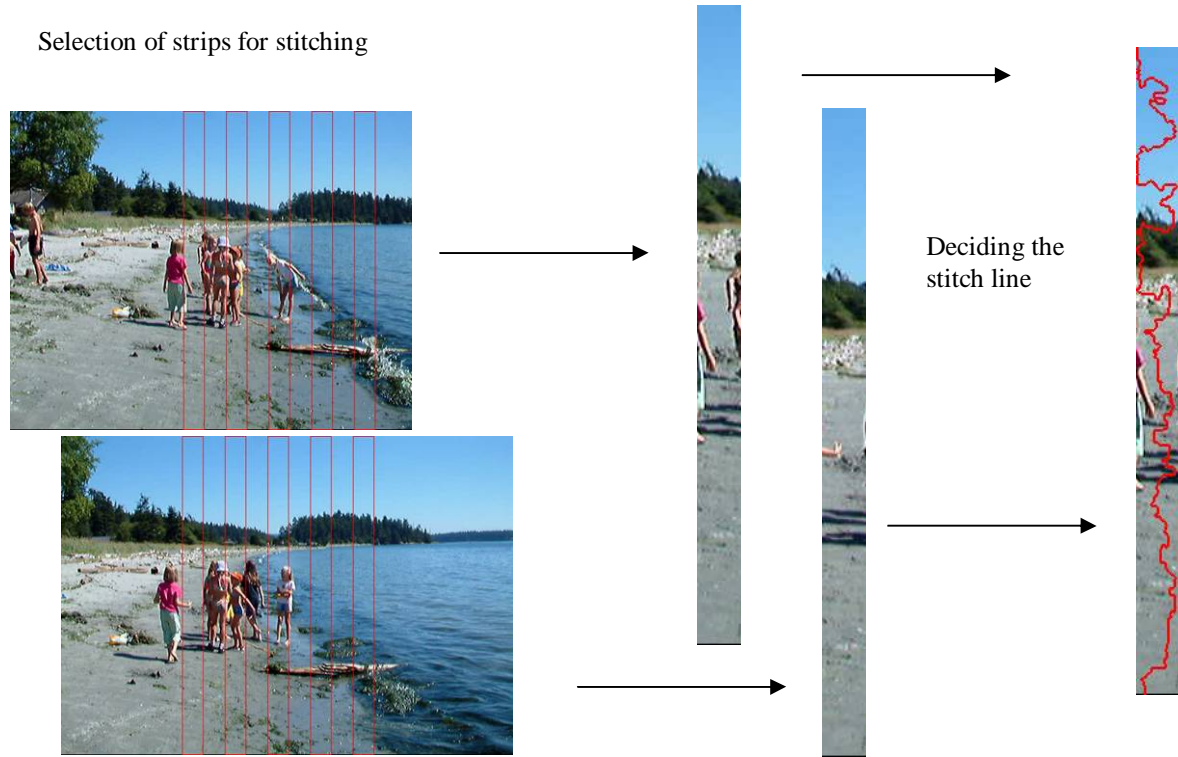 Selection of strips for stitching
Deciding the
stitch line